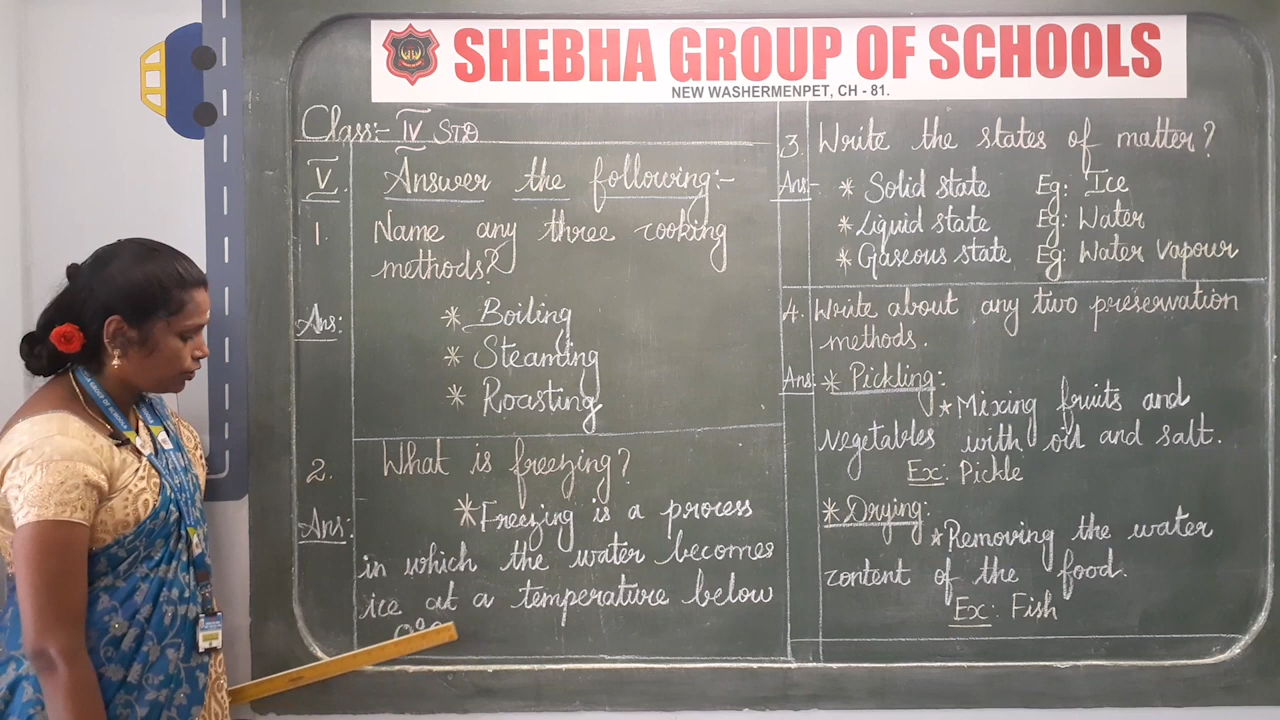 SHEBHA GROUP OF SCHOOLS
NEW WASHERMENPET, CH - 81.
Class:- IV STD
V. Answer the following:-
1. Name any three cooking
methods?
Ans: * Boiling
* Steaming
* Roasting
2. What is freezing?
Ans: * Freezing is a process
in which the water becomes
ice at a temperature below
3. Write the states of matter?
Ans:- * Solid state Eg: Ice
* Liquid state Eg: Water
* Gaseous state Eg: Water Vapour
4. Write about any two preservation
methods.
Ans: * Pickling:
* Mixing fruits and
vegetables with oil and salt.
Ex: Pickle
* Drying:
* Removing the water
content of the food.
Ex: Fish